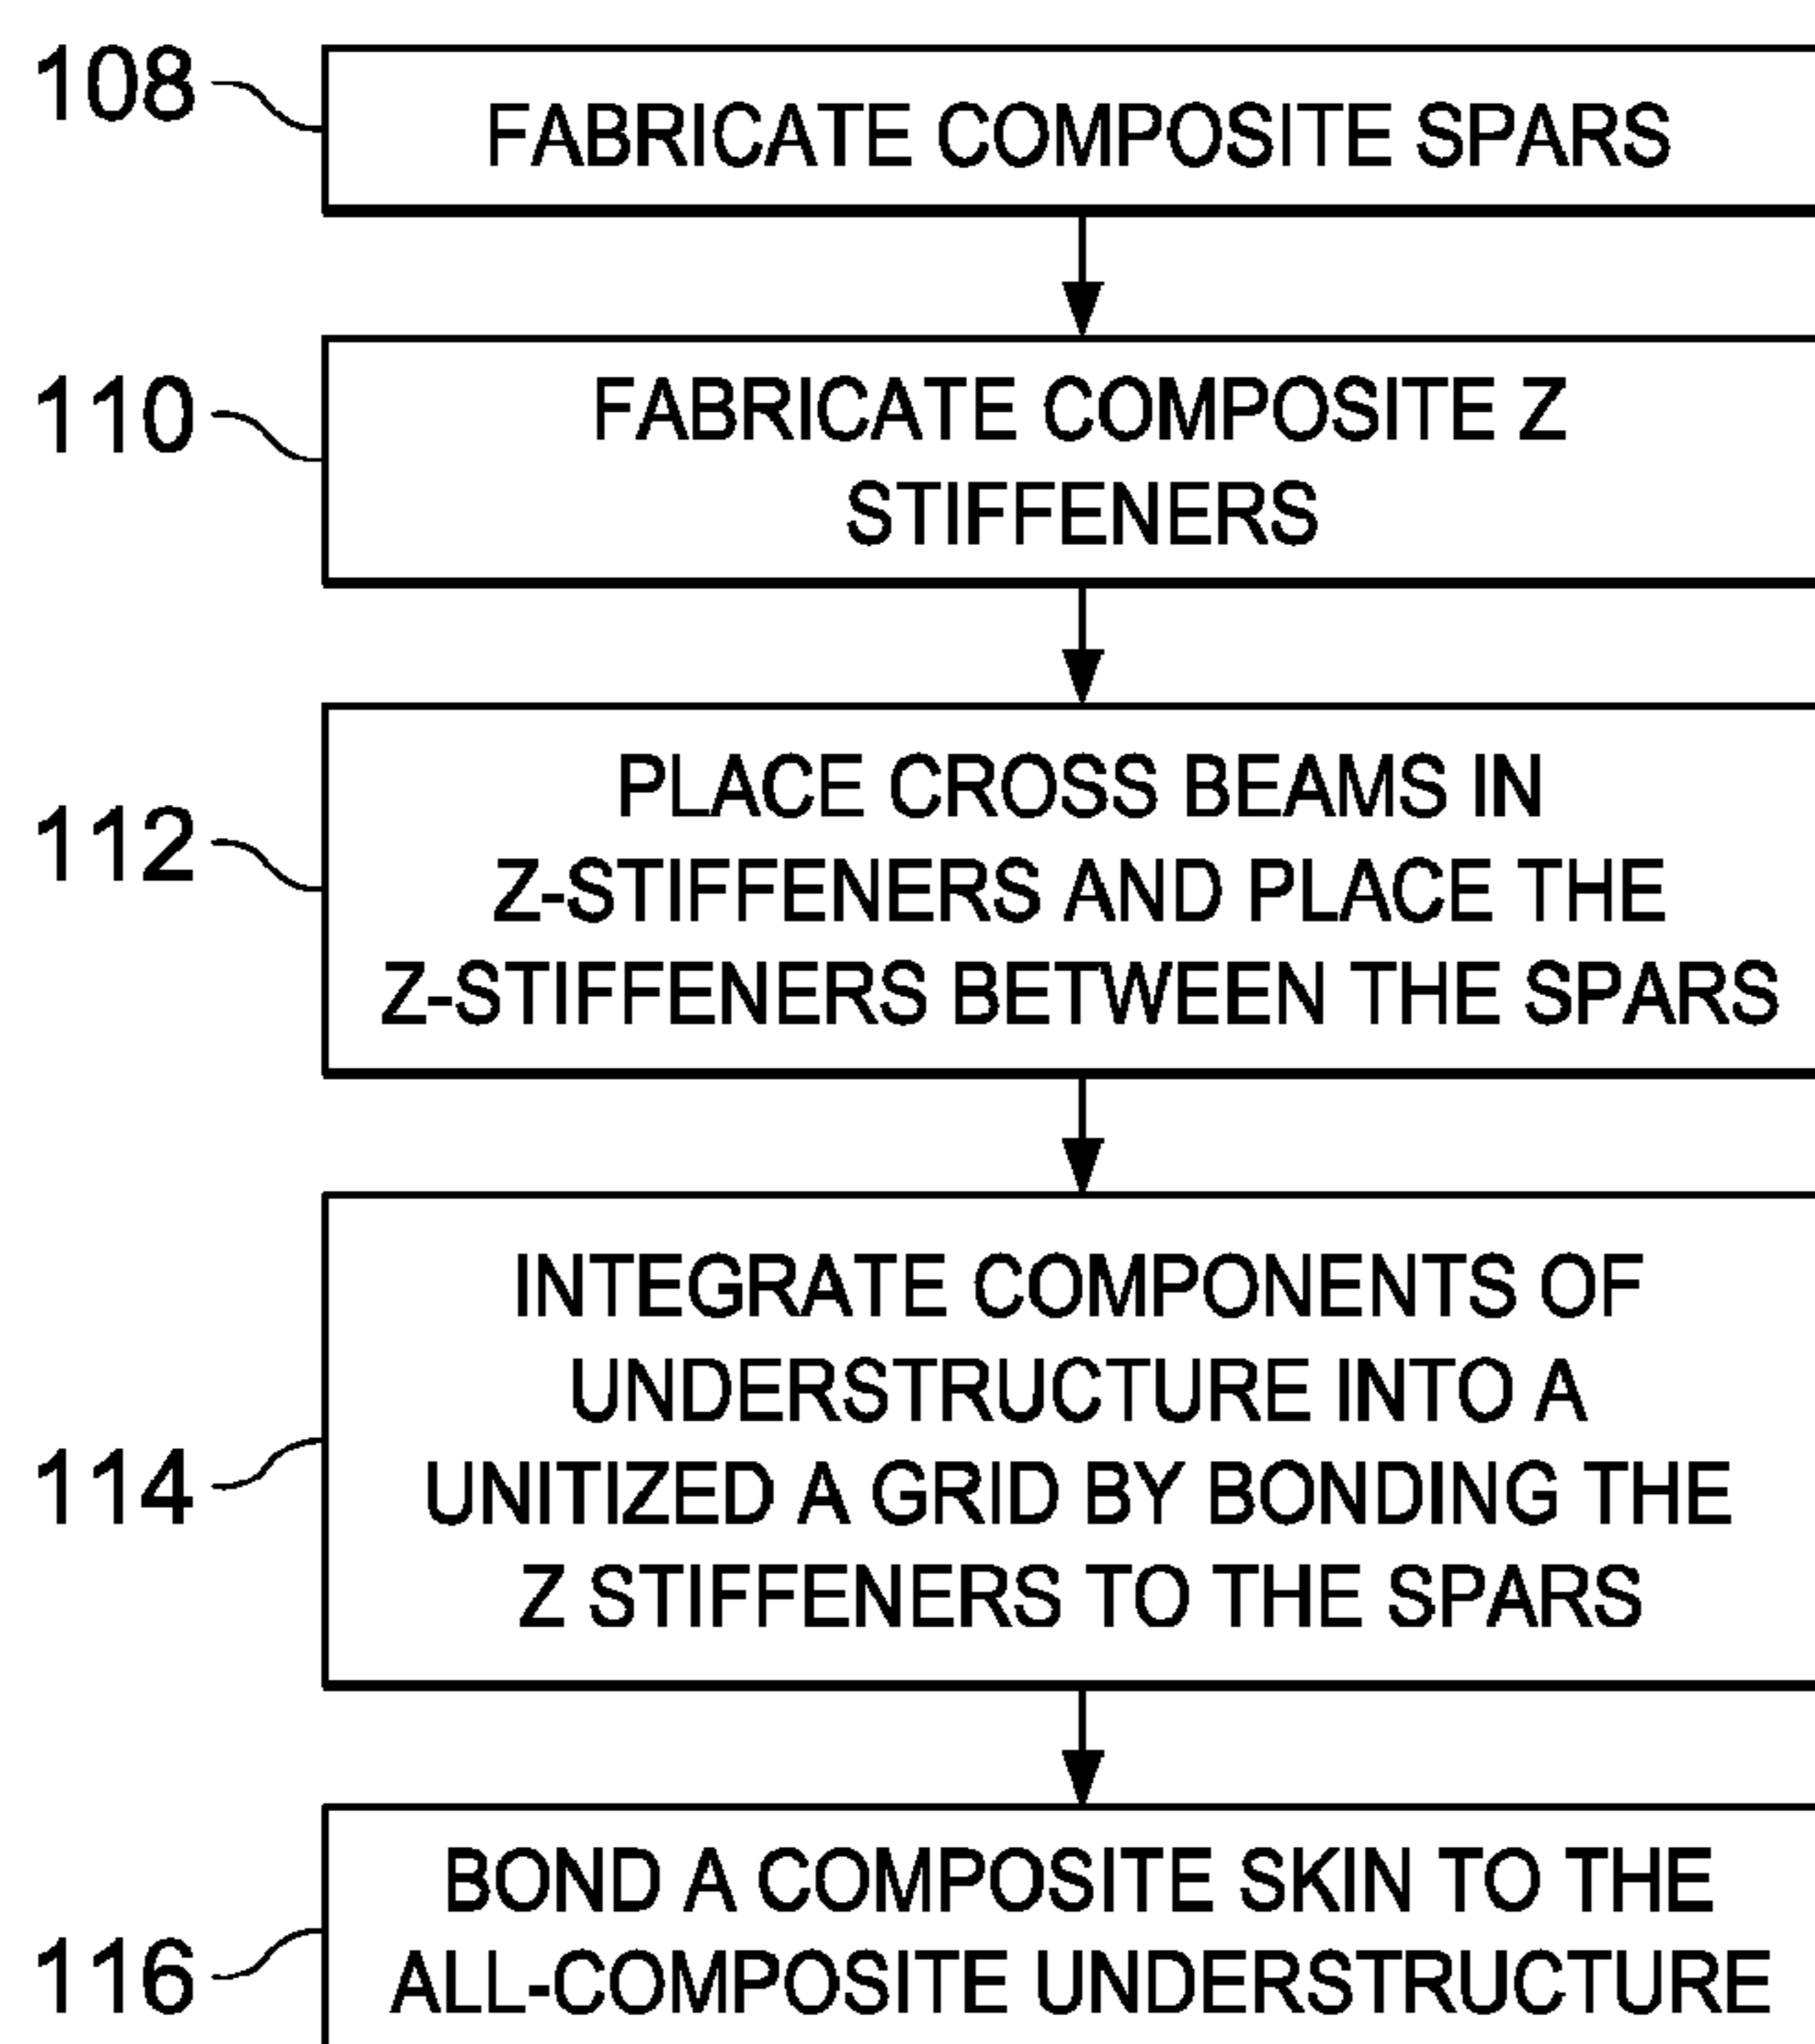 108
FABRICATE COMPOSITE SPARS
110
FABRICATE COMPOSITE Z
STIFFENERS
112
PLACE CROSS BEAMS IN
Z-STIFFENERS AND PLACE THE
Z-STIFFENERS BETWEEN THE SPARS
114
INTEGRATE COMPONENTS OF
UNDERSTRUCTURE INTO A
UNITIZED A GRID BY BONDING THE
Z STIFFENERS TO THE SPARS
116
BOND A COMPOSITE SKIN TO THE
ALL-COMPOSITE UNDERSTRUCTURE